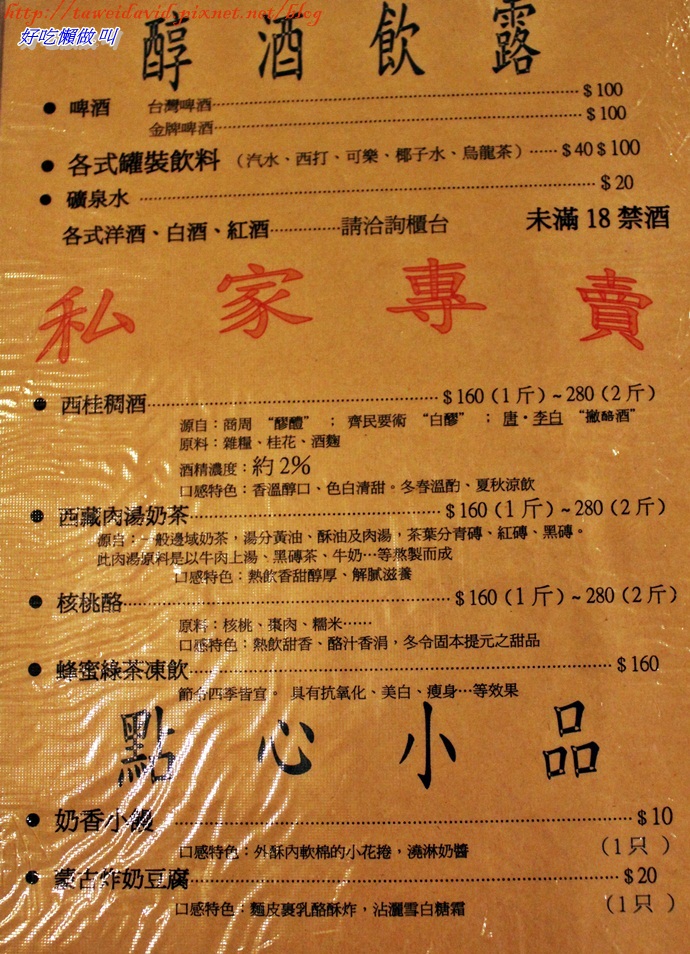 http://taweidavid.pixnet.net/blog
好吃懶做 叫
醇酒飲露
● 啤酒 台灣啤酒 $100
金牌啤酒 $100
● 各式罐裝飲料 (汽水、西打、可樂、椰子水、烏龍茶) $40 $100
● 礦泉水 $20
各式洋酒、白酒、紅酒 請洽詢櫃台 未滿 18 禁酒
私家專賣
● 西桂稠酒 $160 (1 斤) ~ 280 (2 斤)
源自:商周 “醪醴” ; 齊民要術 “白醪” ; 唐・李白 “撇醅酒”
原料:雜糧、桂花、酒麴
酒精濃度:約 2%
口感特色:香溫醇口、色白清甜。冬春溫酌、夏秋涼飲
● 西藏肉湯奶茶 $160 (1 斤) ~ 280 (2 斤)
源自:一般邊域奶茶,湯分黃油、酥油及肉湯,茶葉分青磚、紅磚、黑磚。
此肉湯原料是以牛肉上湯、黑磚茶、牛奶…等熬製而成
口感特色:熱飲香甜醇厚、解膩滋養
● 核桃酪 $160 (1 斤) ~ 280 (2 斤)
原料:核桃、棗肉、糯米……
口感特色:熱飲甜香、酪汁香涓,冬令固本提元之甜品
● 蜂蜜綠茶凍飲 $160
節令四季皆宜。 具有抗氧化、美白、瘦身…等效果
點心小品
● 奶香小饅 $10
口感特色:外酥內軟棉的小花捲,澆淋奶醬 (1 只 )
● 蒙古炸奶豆腐 $20
口感特色:麵皮裹乳酪酥炸,沾灑雪白糖霜 (1 只 )